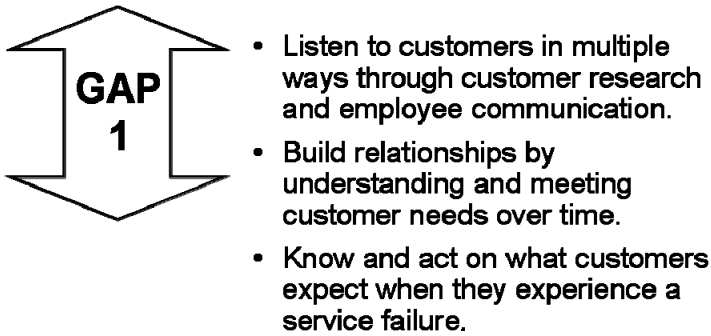 GAP
1
• Listen to customers in multiple
ways through customer research
and employee communication.
• Build relationships by
understanding and meeting
customer needs over time.
• Know and act on what customers
expect when they experience a
service failure.